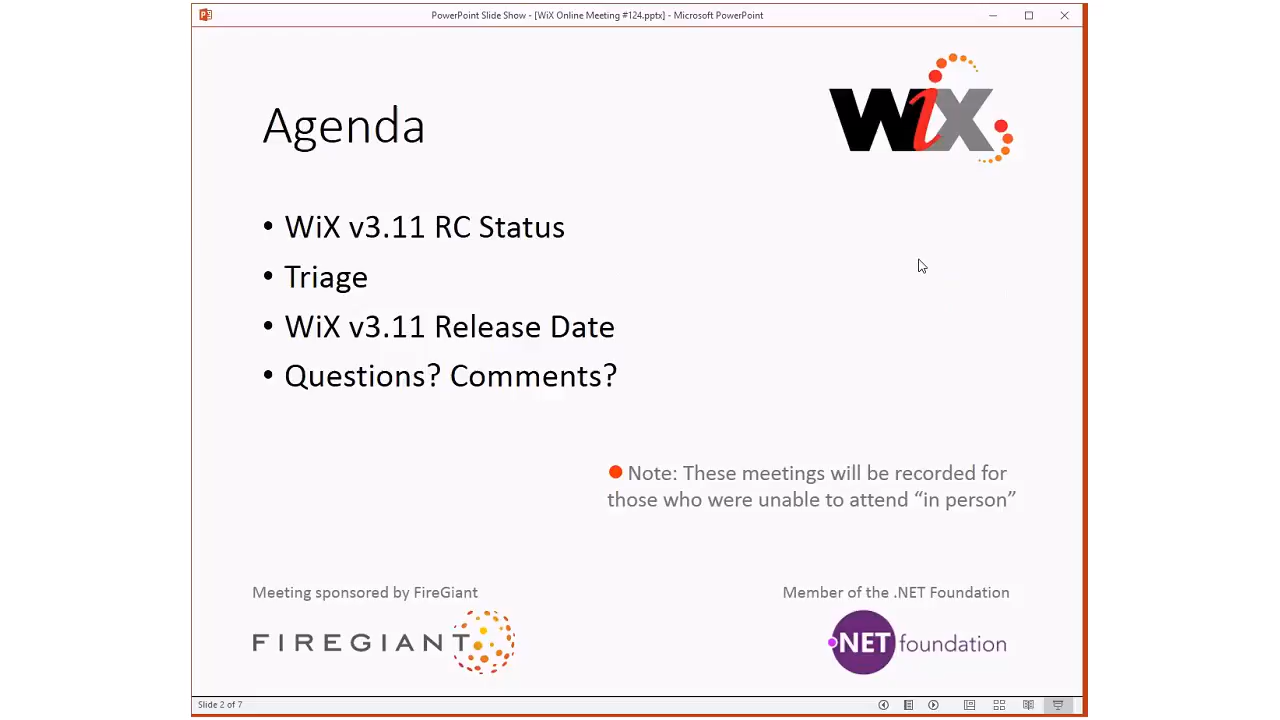 PowerPoint Slide Show - [WiX Online Meeting #124.pptx] - Microsoft PowerPoint
WiX
Agenda
• WiX v3.11 RC Status
• Triage
• WiX v3.11 Release Date
• Questions? Comments?
Note: These meetings will be recorded for
those who were unable to attend “in person”
Meeting sponsored by FireGiant
Member of the .NET Foundation
FIREGIANT
.NET foundation
Slide 2 of 7